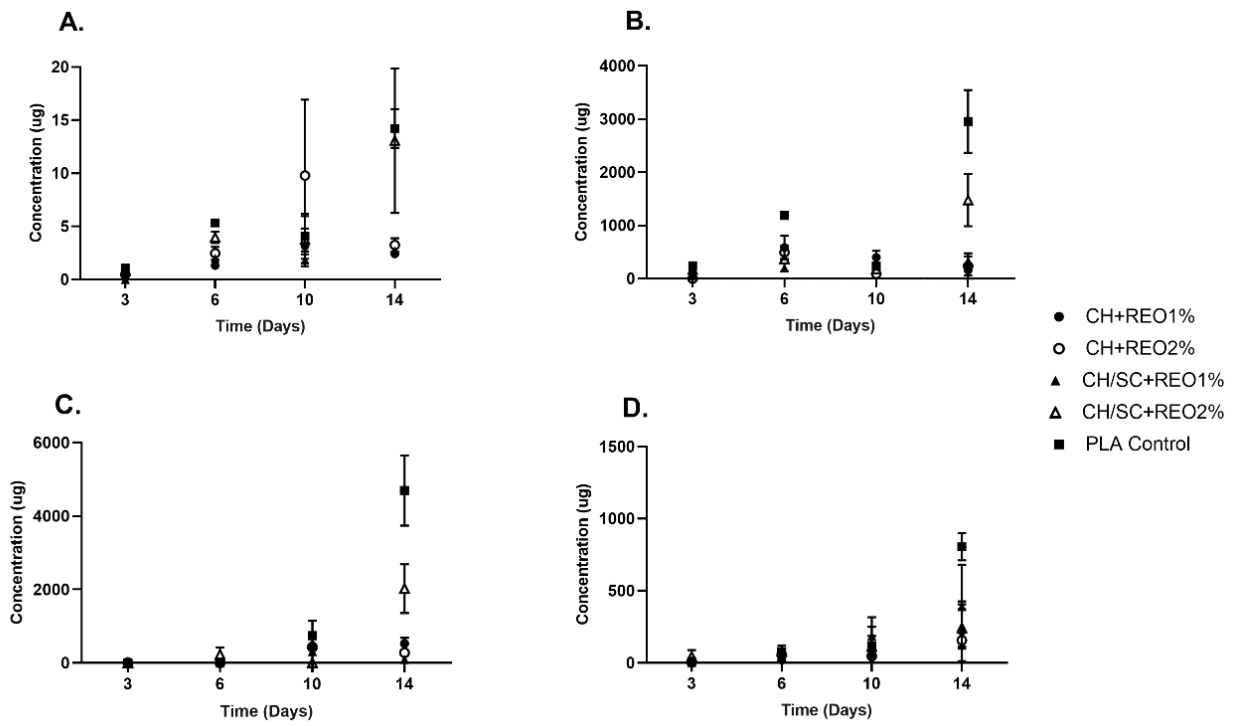 A.
20
15
10
5
0
3 6 10 14
Time (Days)
Concentration (ug)
B.
4000
3000
2000
1000
0
3 6 10 14
Time (Days)
Concentration (ug)
C.
6000
4000
2000
0
3 6 10 14
Time (Days)
Concentration (ug)
D.
1500
1000
500
0
3 6 10 14
Time (Days)
Concentration (ug)
CH+REO1%
CH+REO2%
CH/SC+REO1%
CH/SC+REO2%
PLA Control